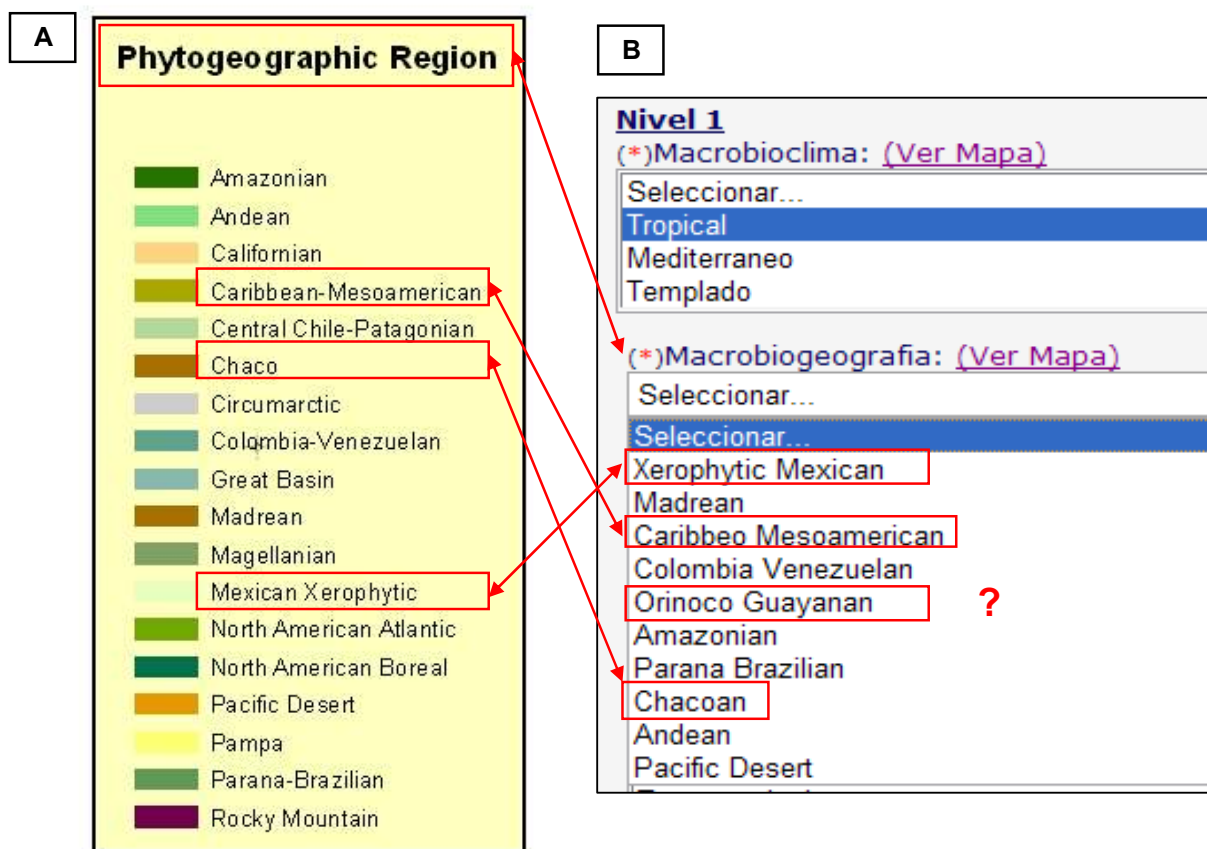 A
Phytogeographic Region
Amazonian
Andean
Californian
Caribbean-Mesoamerican
Central Chile-Patagonian
Chaco
Circumarctic
Colombia-Venezuelan
Great Basin
Madrean
Magellanian
Mexican Xerophytic
North American Atlantic
North American Boreal
Pacific Desert
Pampa
Parana-Brazilian
Rocky Mountain
B
Nivel 1
(*)Macrobioclima: (Ver Mapa)
Seleccionar...
Tropical
Mediterraneo
Templado
(*)Macrobiogeografia: (Ver Mapa)
Seleccionar...
Seleccionar...
Xerophytic Mexican
Madrean
Caribbeo Mesoamerican
Colombia Venezuelan
Orinoco Guayanan ?
Amazonian
Parana Brazilian
Chacoan
Andean
Pacific Desert